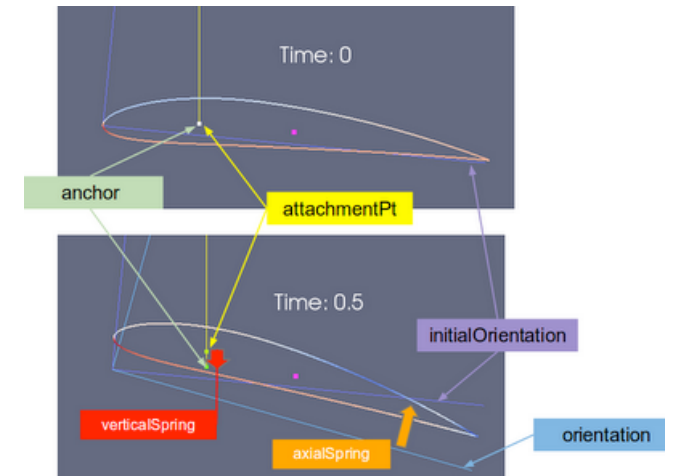 Time: 0
anchor
attachmentPt
Time: 0.5
initialOrientation
verticalSpring
axialSpring
orientation